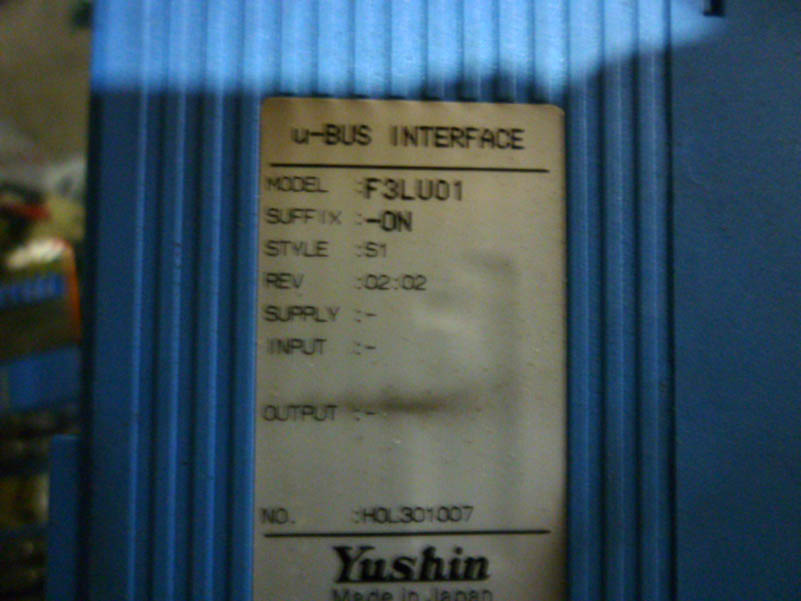 u-BUS INTERFACE
MODEL :F3LU01
SUFFIX :-0N
STYLE :S1
REV :02:02
SUPPLY :-
INPUT :-
OUTPUT :-
NO. :H0L301007
Yushin
Made in Japan